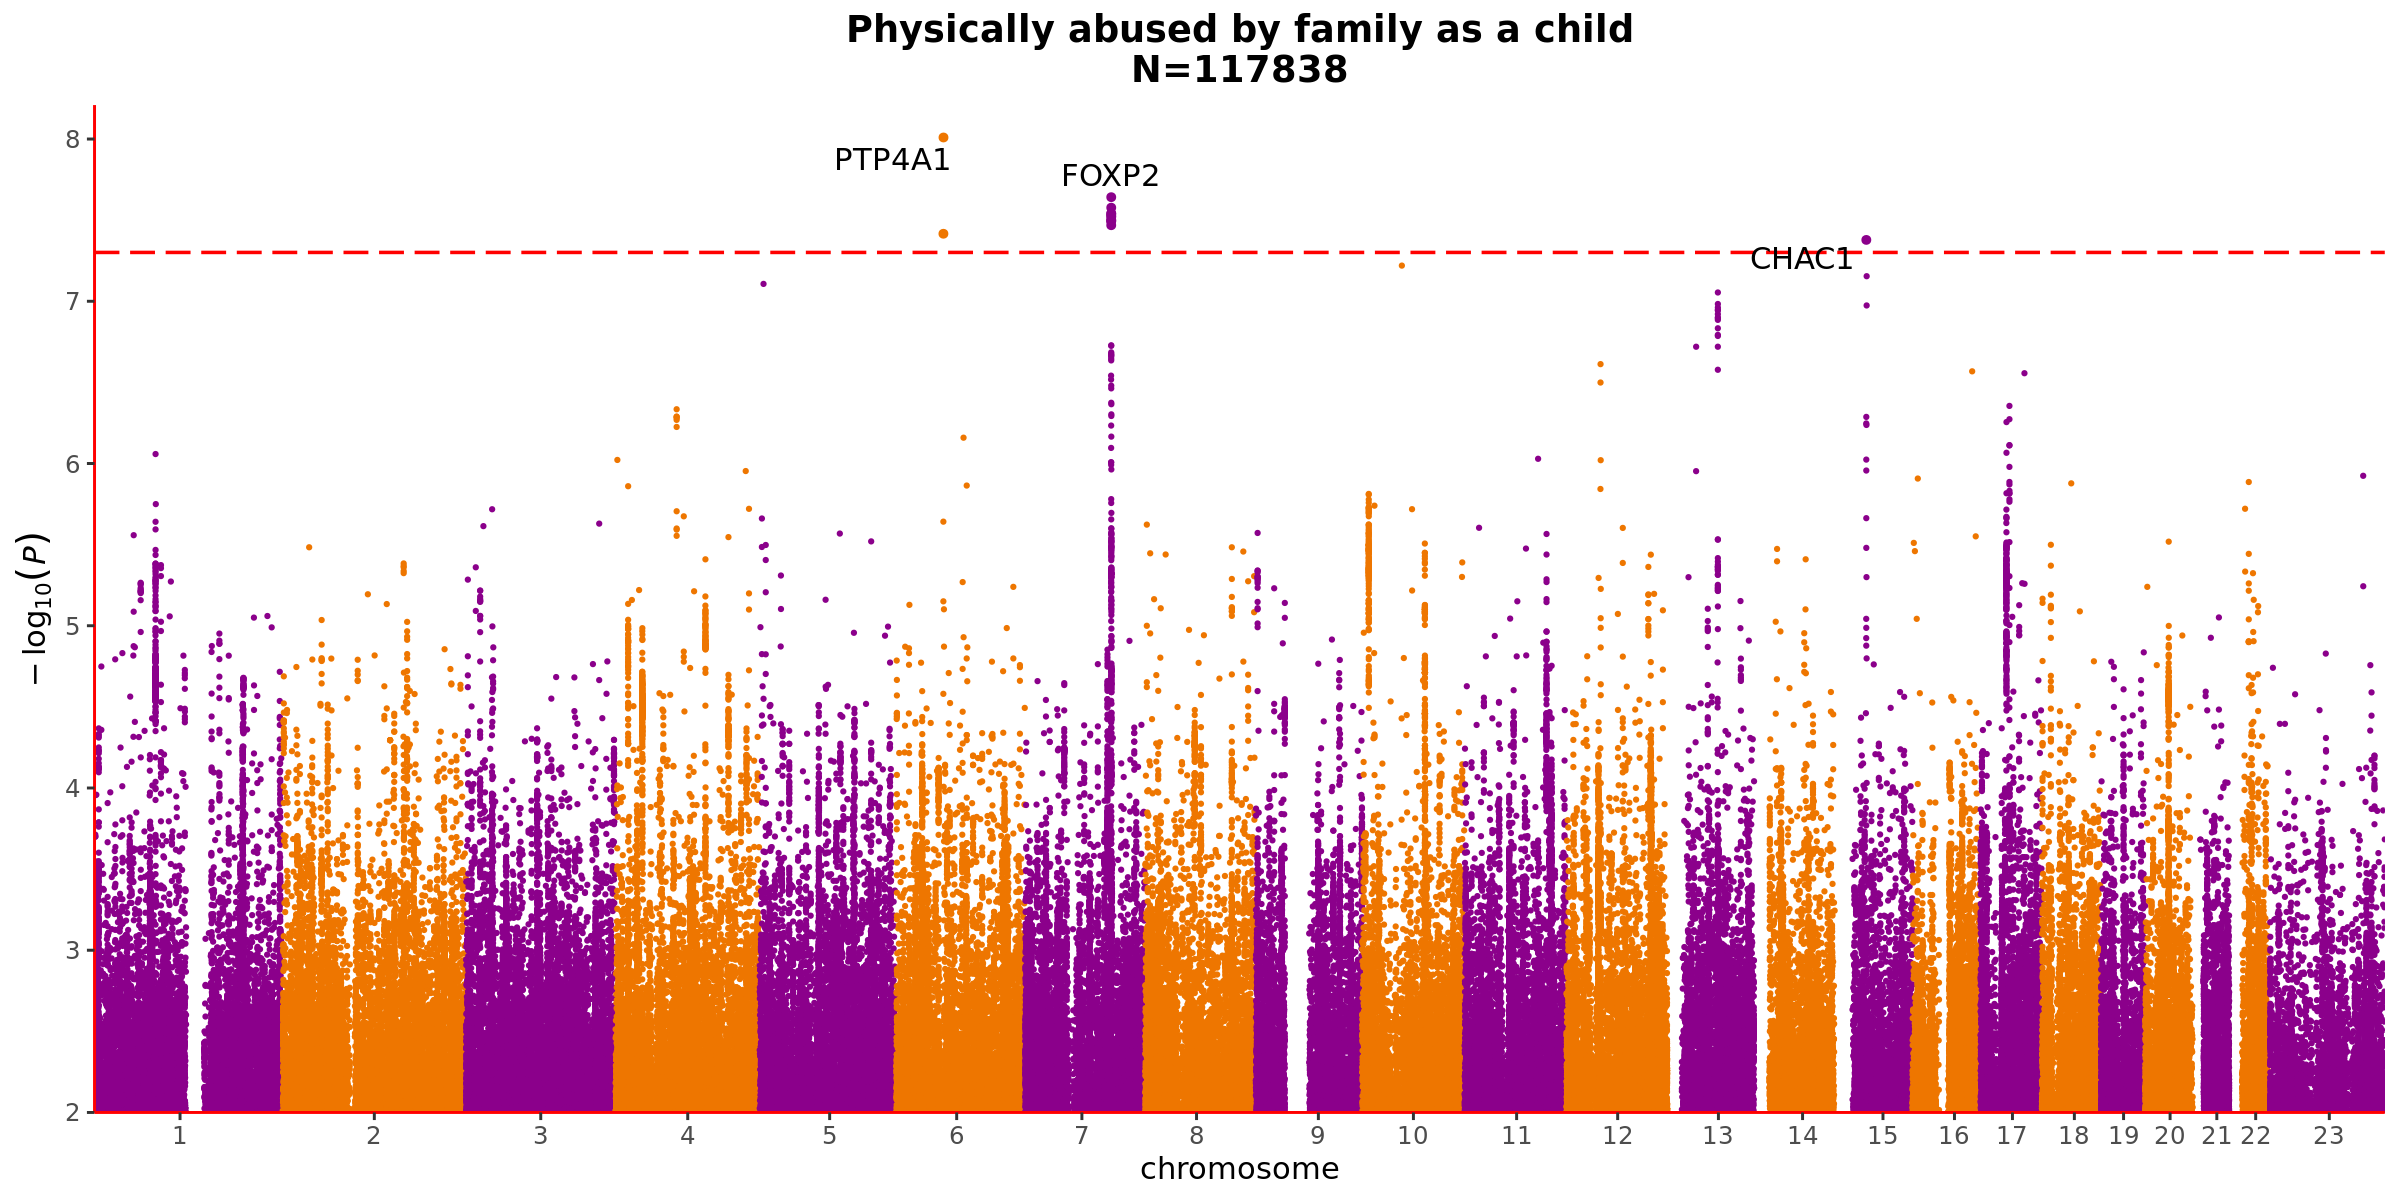 Physically abused by family as a child
N=117838
8
PTP4A1
FOXP2
CHAC1
7
6
5
4
3
2
− log10(P)
1 2 3 4 5 6 7 8 9 10 11 12 13 14 15 16 17 18 19 20 21 22 23
chromosome